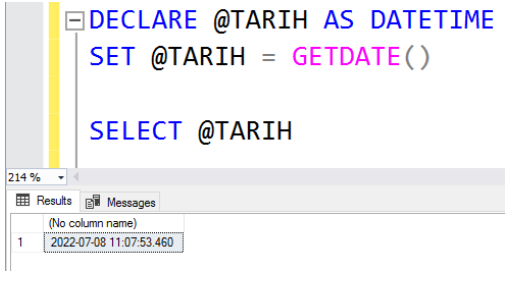 DECLARE @TARIH AS DATETIME
SET @TARIH = GETDATE()
SELECT @TARIH
214 %
Results Messages
(No column name)
1 2022-07-08 11:07:53.460